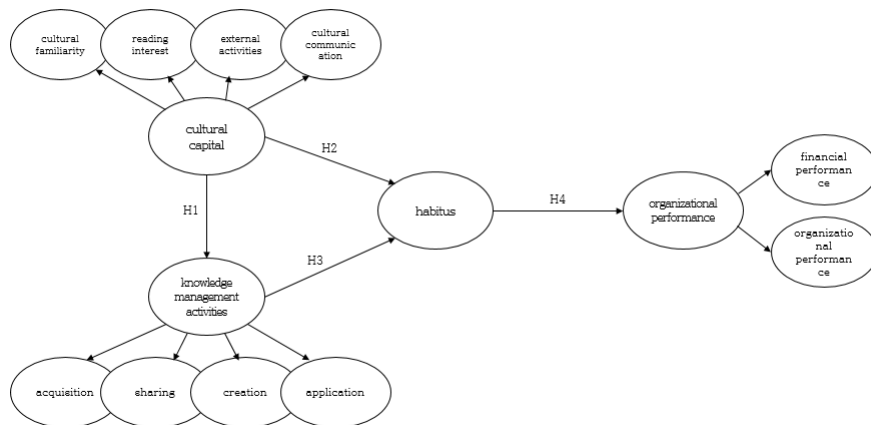 cultural
familiarity
reading
interest
external
activities
cultural
communic
ation
cultural
capital
H2
H1
habitus
H4
organizational
performance
financial
performan
ce
organizatio
nal
performan
ce
H3
knowledge
management
activities
acquisition
sharing
creation
application